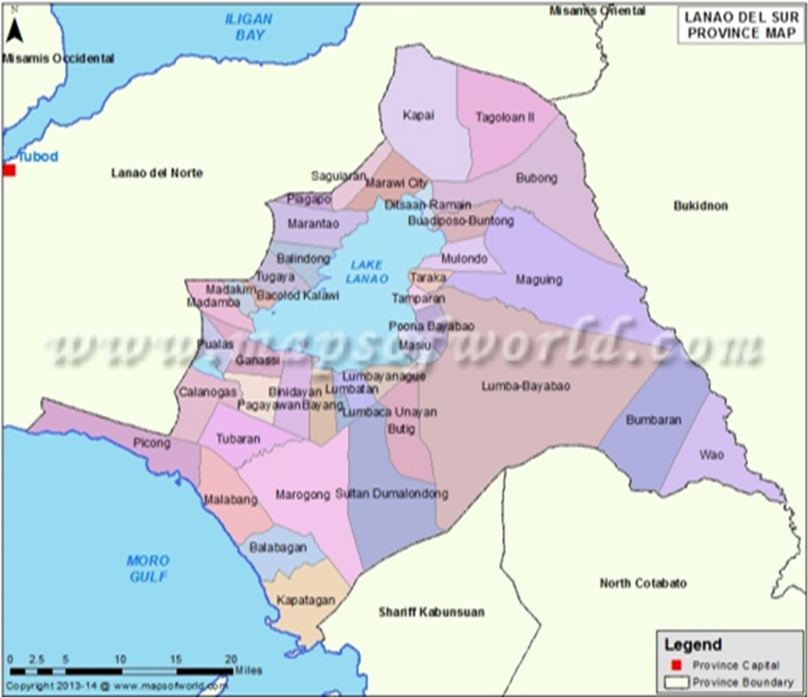 N
ILIGAN
BAY
Misamis Oriental
LANAO DEL SUR
PROVINCE MAP
Misamis Occidental
Kapai
Tagoloan II
Tubod
Lanao del Norte
Saguiaran
Marawi City
Bubong
Piagapo
Ditsaan-Ramain
Bukidnon
Marantao
Buadiposo-Buntong
Balindong
Mulondo
LAKE
LANAO
Tugaya
Taraka
Maguing
Madalum
Bacolod Kalawi
Madamba
Tamparan
Poona Bayabao
www.mapsofworld.com
Pualas
Masiu
Ganassi
Lumbayanague
Calanogas
Binidayan
Lumbatan
Lumba-Bayabao
Pagayawan
Bayang
Lumbaca Unayan
Butig
Bumbaran
Picong
Tubaran
Wao
Malabang
Marogong
Sultan Dumalondong
Balabagan
MORO
GULF
North Cotabato
Kapatagan
Shariff Kabunsuan
Legend
Province Capital
Province Boundary
0 2.5 5 10 15 20
Miles
Copyright 2013-14 @ www.mapsofworld.com